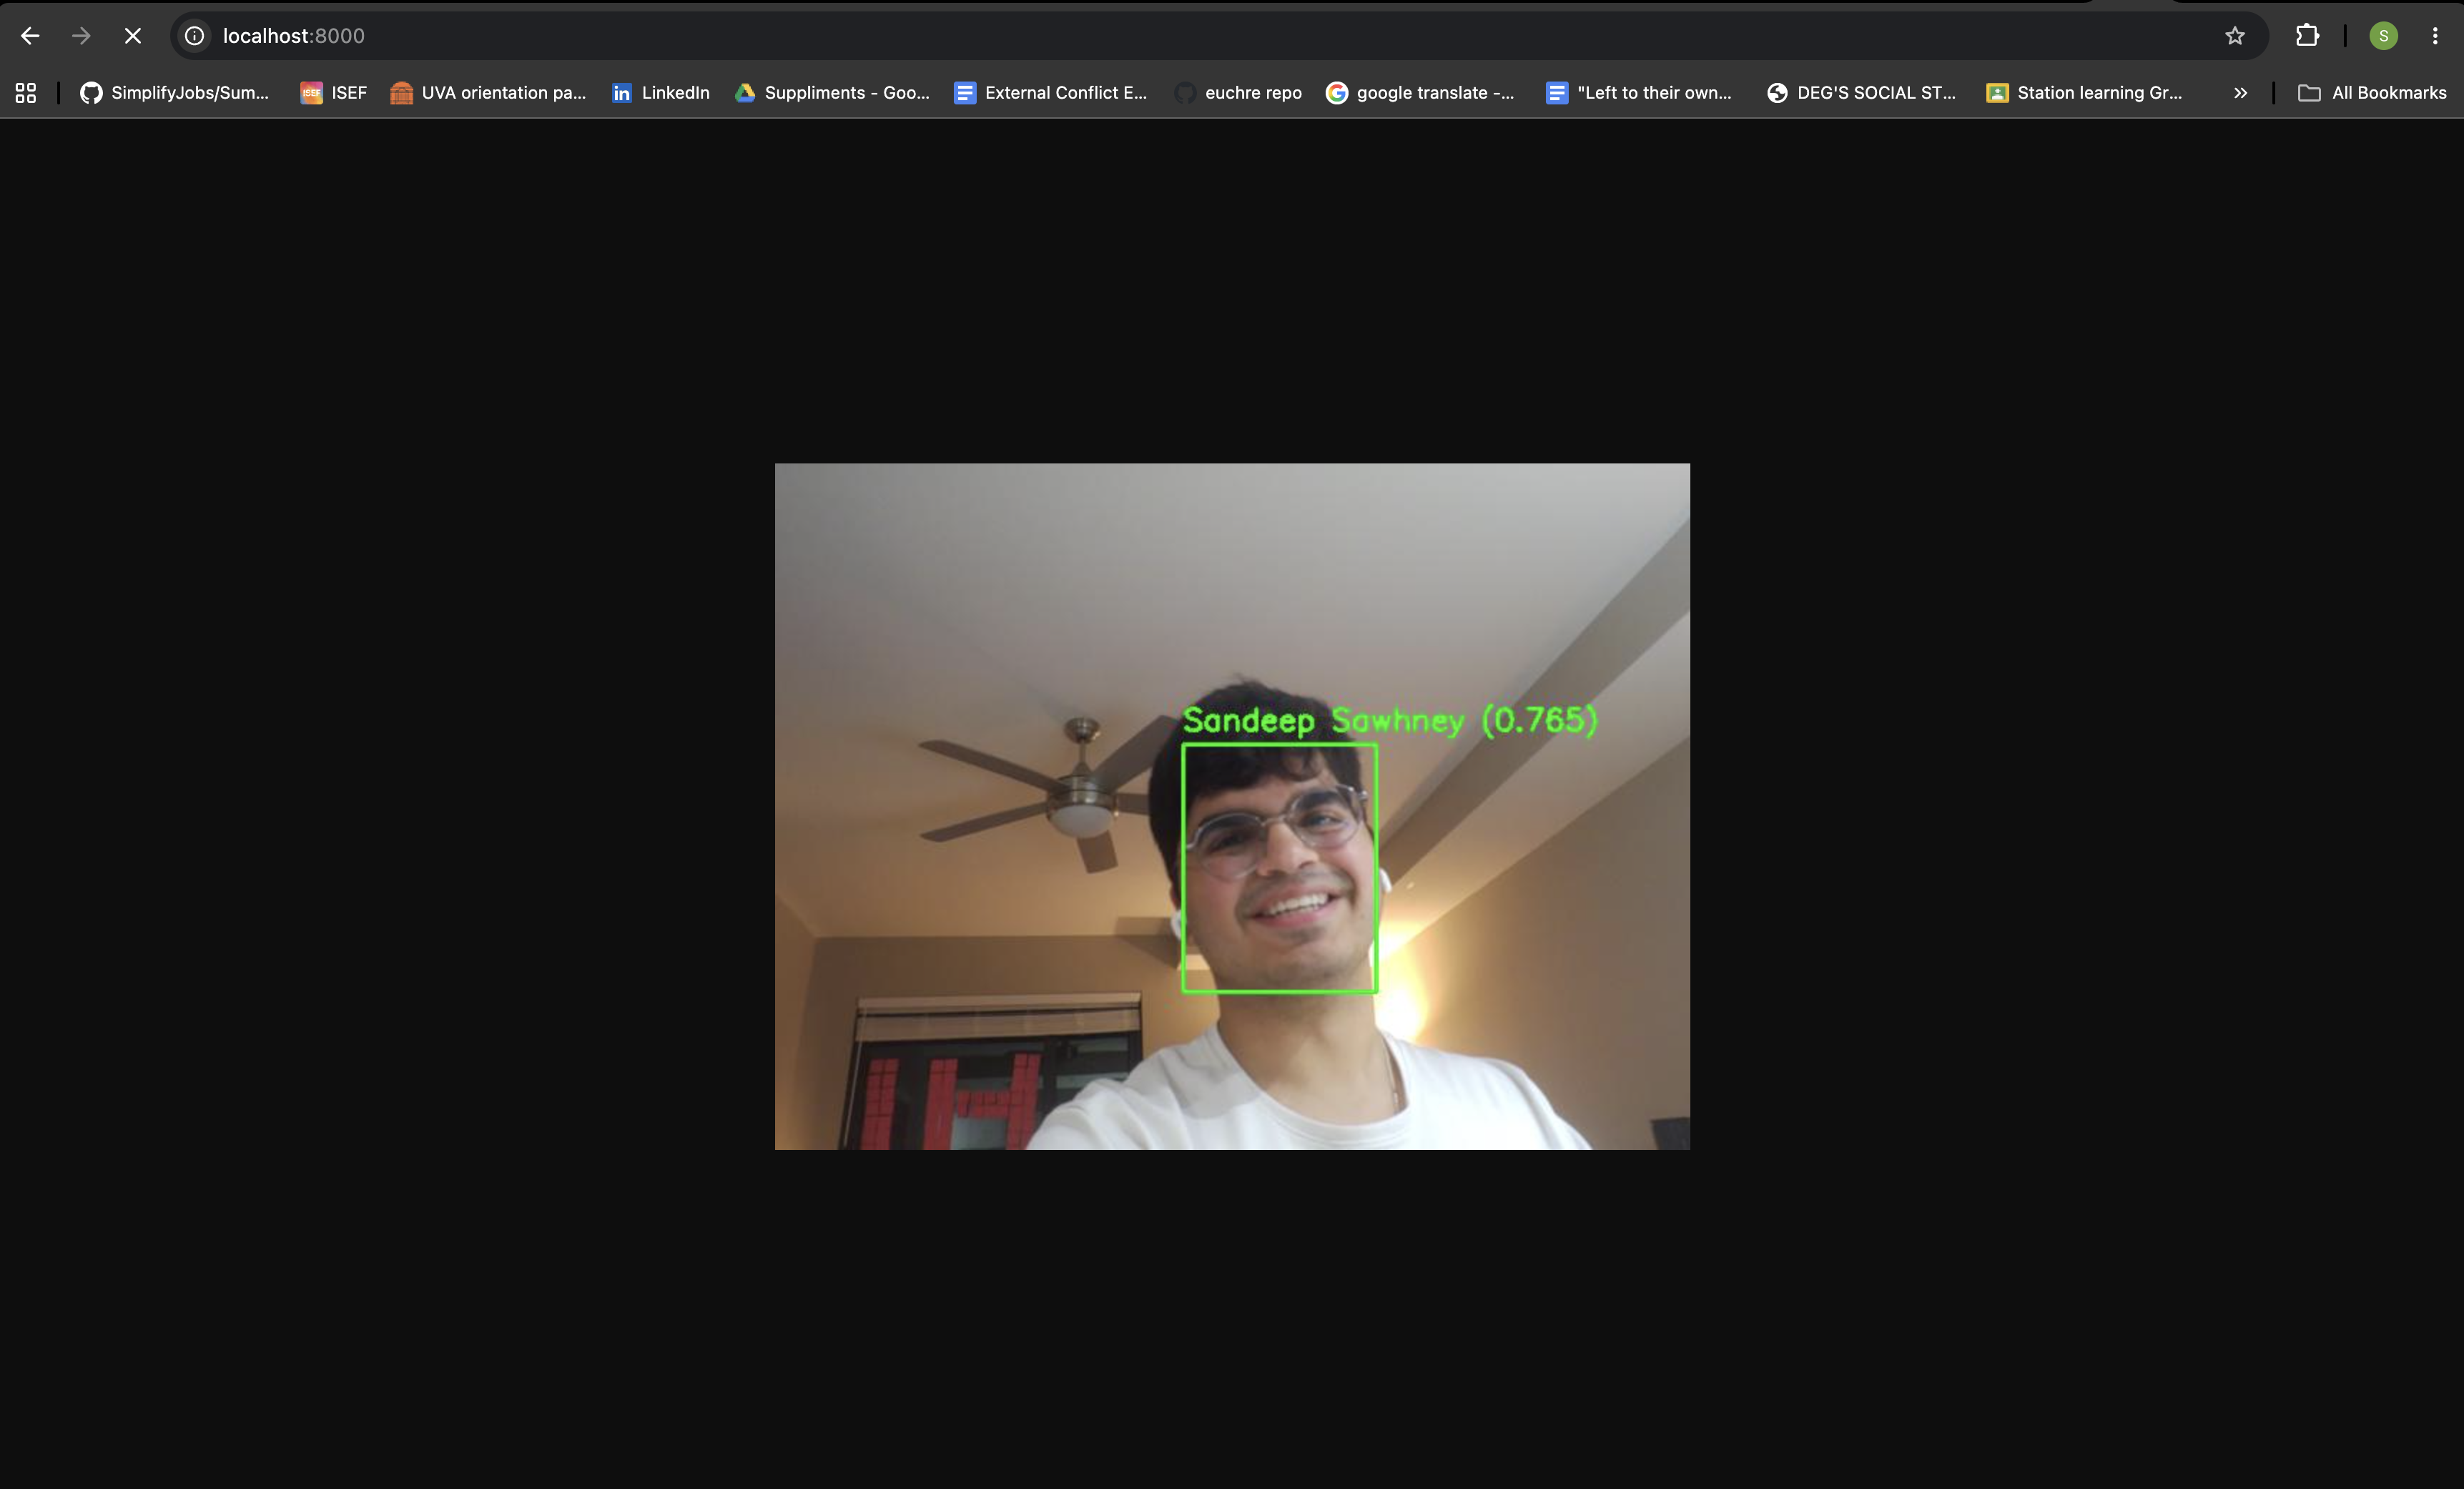 localhost:8000
SimplifyJobs/Sum...
ISEF
UVA orientation pa...
LinkedIn
Suppliments - Goo...
External Conflict E...
euchre repo
google translate -...
"Left to their own...
DEG'S SOCIAL ST...
Station learning Gr...
All Bookmarks
S
Sandeep Sawhney (0.765)